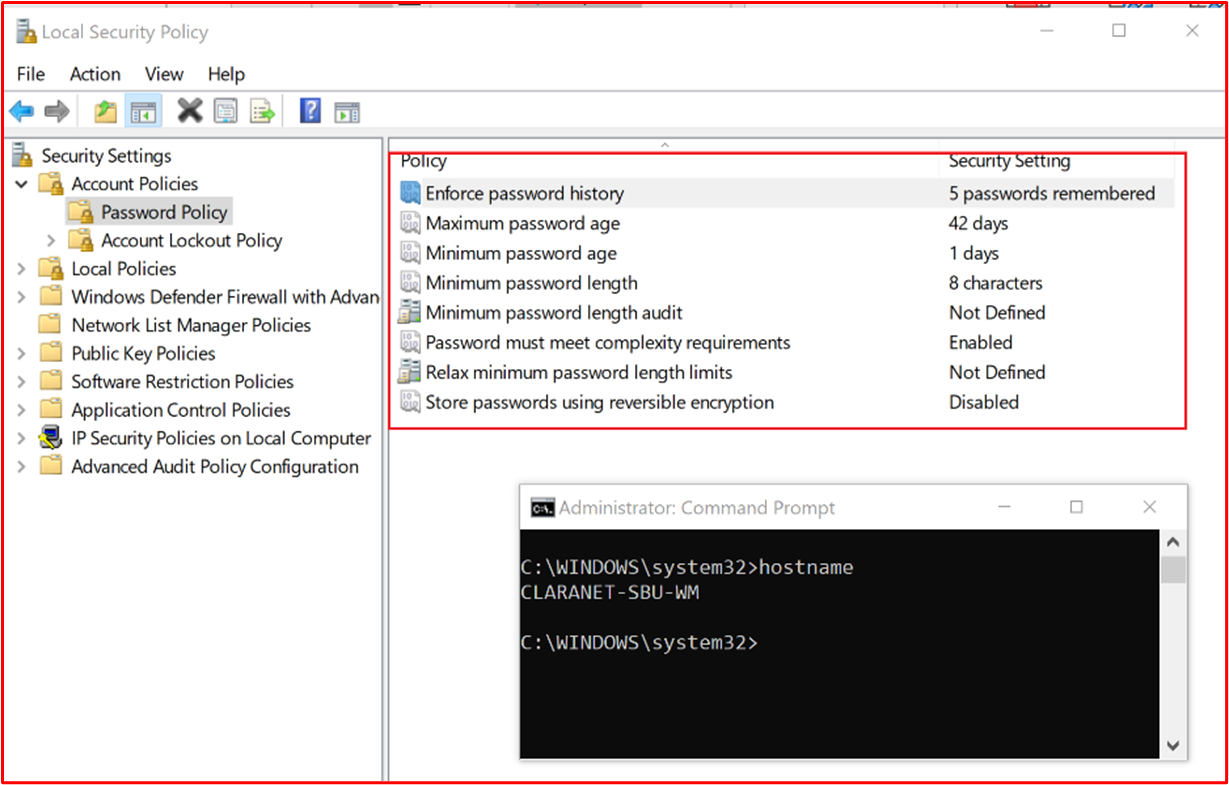 Local Security Policy
File Action View Help
Security Settings
Account Policies
Password Policy
Account Lockout Policy
Local Policies
Windows Defender Firewall with Advan
Network List Manager Policies
Public Key Policies
Software Restriction Policies
Application Control Policies
IP Security Policies on Local Computer
Advanced Audit Policy Configuration
Policy Security Setting
Enforce password history 5 passwords remembered
Maximum password age 42 days
Minimum password age 1 days
Minimum password length 8 characters
Minimum password length audit Not Defined
Password must meet complexity requirements Enabled
Relax minimum password length limits Not Defined
Store passwords using reversible encryption Disabled
Administrator: Command Prompt
C:\WINDOWS\system32>hostname
CLARANET-SBU-WM
C:\WINDOWS\system32>